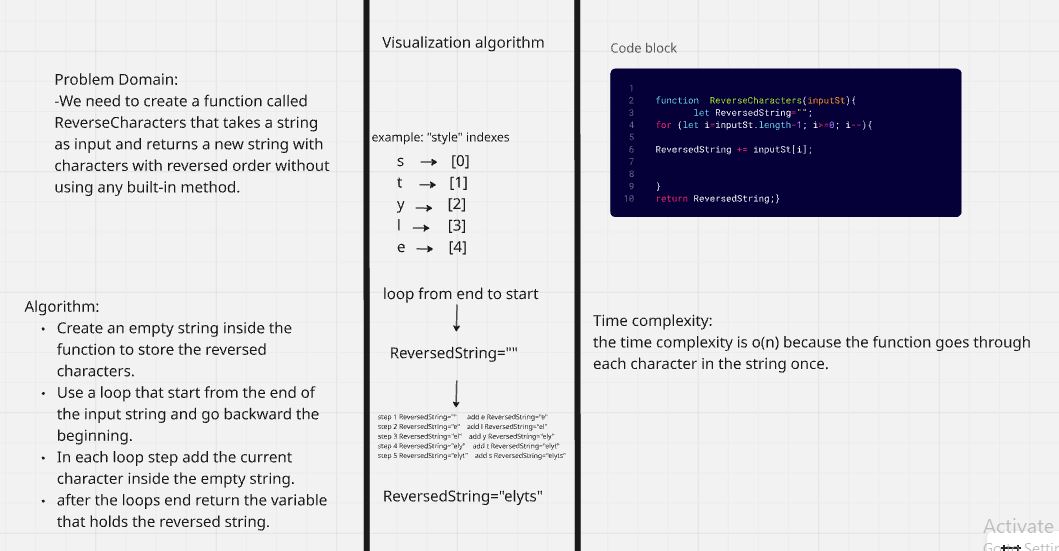 Problem Domain:
-We need to create a function called
ReverseCharacters that takes a string
as input and returns a new string with
characters with reversed order without
using any built-in method.
Algorithm:
• Create an empty string inside the
function to store the reversed
characters.
• Use a loop that start from the end of
the input string and go backward the
beginning.
• In each loop step add the current
character inside the empty string.
• after the loops end return the variable
that holds the reversed string.
Visualization algorithm
example: "style" indexes
s → [0]
t → [1]
y → [2]
l → [3]
e → [4]
loop from end to start
ReversedString=""
step 1 ReversedString="" add e ReversedString="e"
step 2 ReversedString="e" add l ReversedString="el"
step 3 ReversedString="el" add y ReversedString="ely"
step 4 ReversedString="ely" add t ReversedString="elyt"
step 5 ReversedString="elyt" add s ReversedString="elyts"
ReversedString="elyts"
Code block
1
2 function ReverseCharacters(inputSt){
3 let ReversedString="";
4 for (let i=inputSt.length-1; i>=0; i--){
5
6 ReversedString += inputSt[i];
7
8
9 }
10 return ReversedString;}
Time complexity:
the time complexity is o(n) because the function goes through
each character in the string once.
Activate